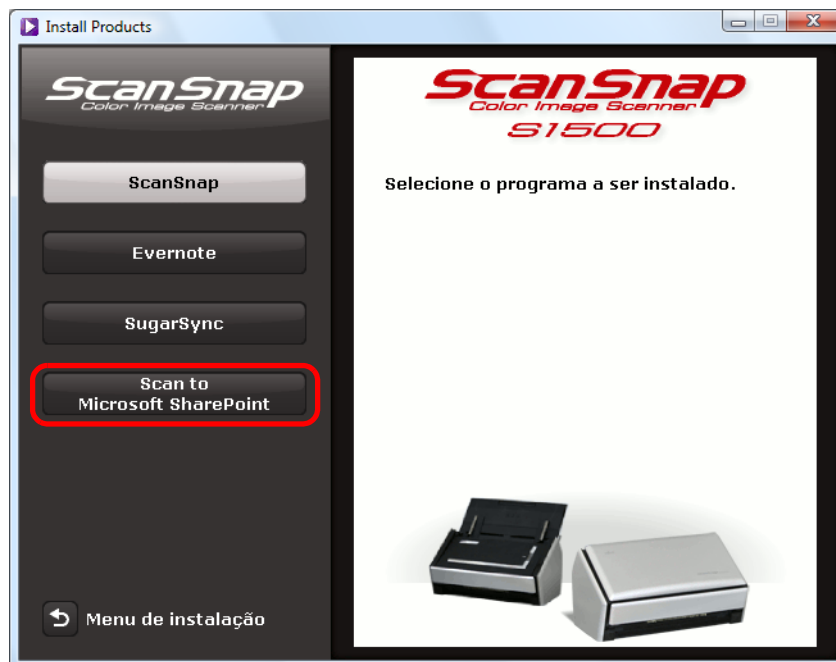 Install Products
ScanSnap
Color Image Scanner
ScanSnap
Evernote
SugarSync
Scan to
Microsoft SharePoint
Menu de instalação
ScanSnap
Color Image Scanner
S1500
Selecione o programa a ser instalado.